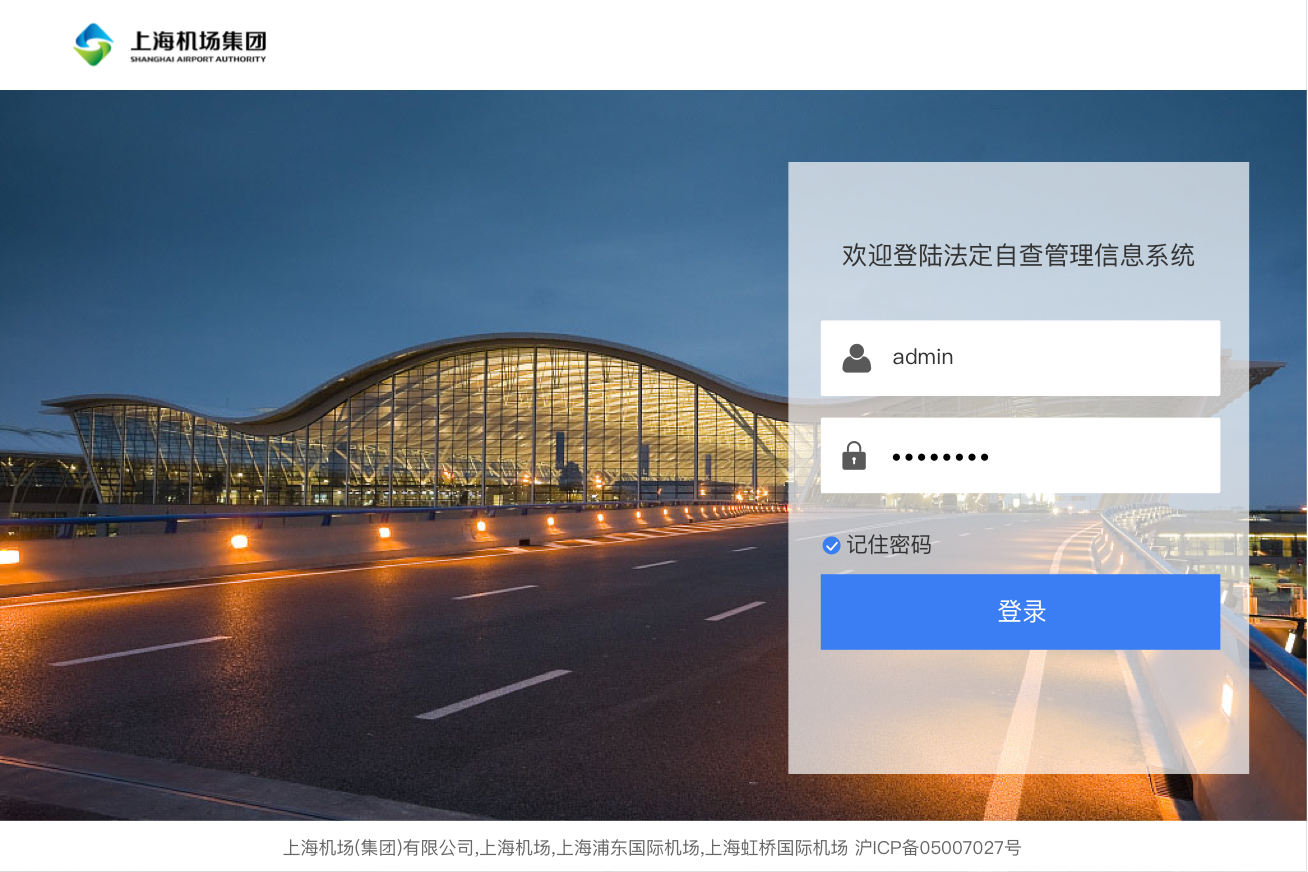 上海机场集团
SHANGHAI AIRPORT AUTHORITY
欢迎登陆法定自查管理信息系统
admin
••••••••
记住密码
登录
上海机场(集团)有限公司,上海机场,上海浦东国际机场,上海虹桥国际机场 沪ICP备05007027号